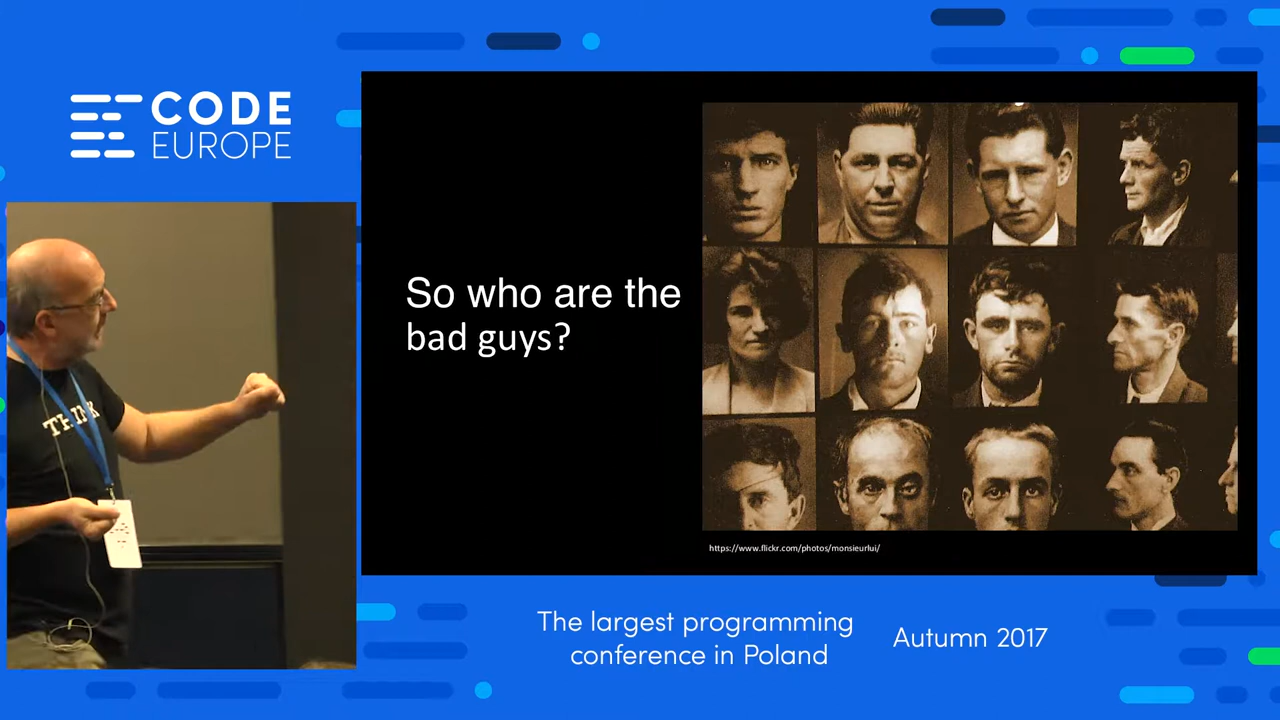 CODE
EUROPE
So who are the
bad guys?
THINK
https://www.flickr.com/photos/monsieurlui/
The largest programming
conference in Poland
Autumn 2017